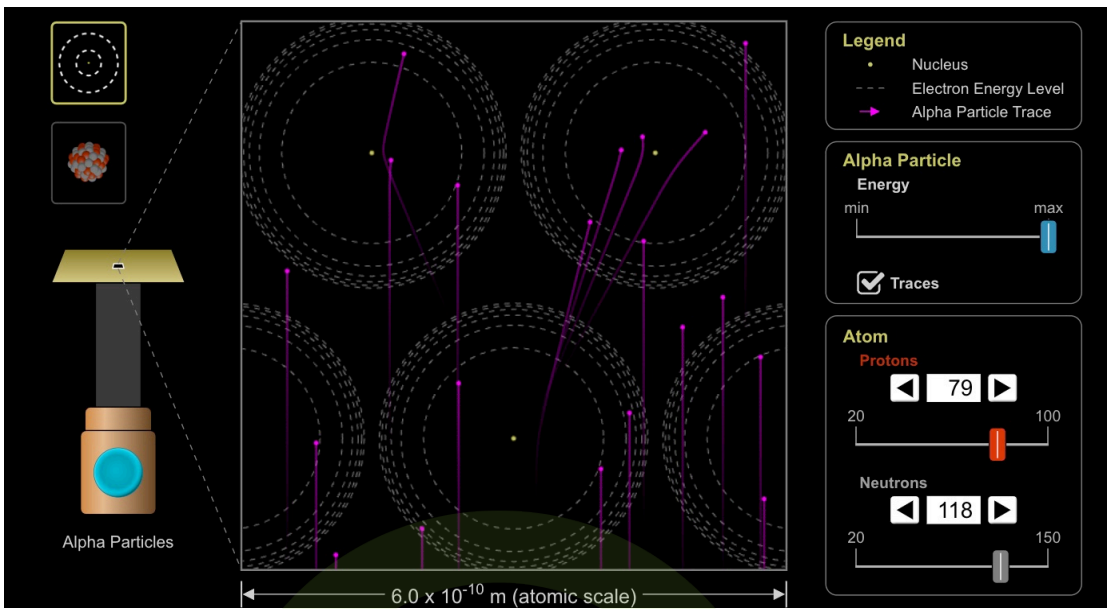 Legend
Nucleus
Electron Energy Level
Alpha Particle Trace
Alpha Particle
Energy
min max
Traces
Atom
Protons
79
20 100
Neutrons
118
20 150
Alpha Particles
6.0 x 10⁻¹⁰ m (atomic scale)